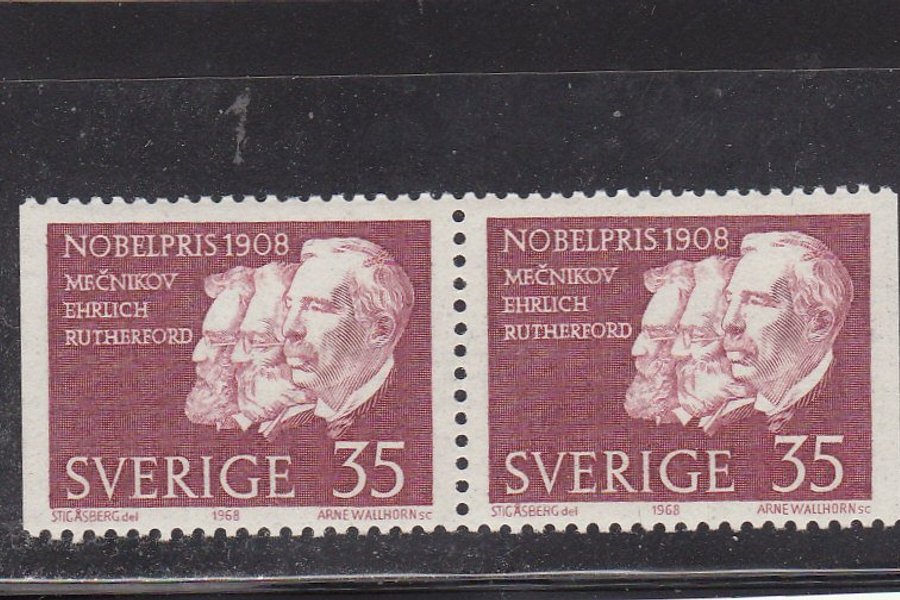 NOBELPRIS 1908
MEČNIKOV
EHRLICH
RUTHERFORD
SVERIGE 35
STIG ÅSBERG del 1968 ARNE WALLHORN sc
NOBELPRIS 1908
MEČNIKOV
EHRLICH
RUTHERFORD
SVERIGE 35
STIG ÅSBERG del 1968 ARNE WALLHORN sc